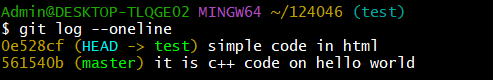 Admin@DESKTOP-TLQGE02 MINGW64 ~/124046 (test)
$ git log --oneline
0e528cf (HEAD -> test) simple code in html
561540b (master) it is c++ code on hello world